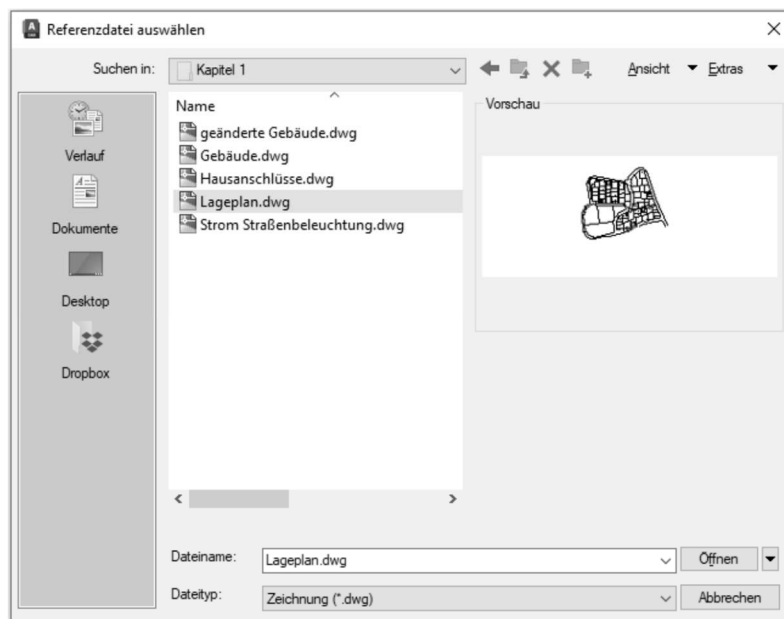 Referenzdatei auswählen
Suchen in: Kapitel 1 Ansicht Extras
Verlauf
Dokumente
Desktop
Dropbox
Name
geänderte Gebäude.dwg
Gebäude.dwg
Hausanschlüsse.dwg
Lageplan.dwg
Strom Straßenbeleuchtung.dwg
Vorschau
Dateiname: Lageplan.dwg Öffnen
Dateityp: Zeichnung (*.dwg) Abbrechen